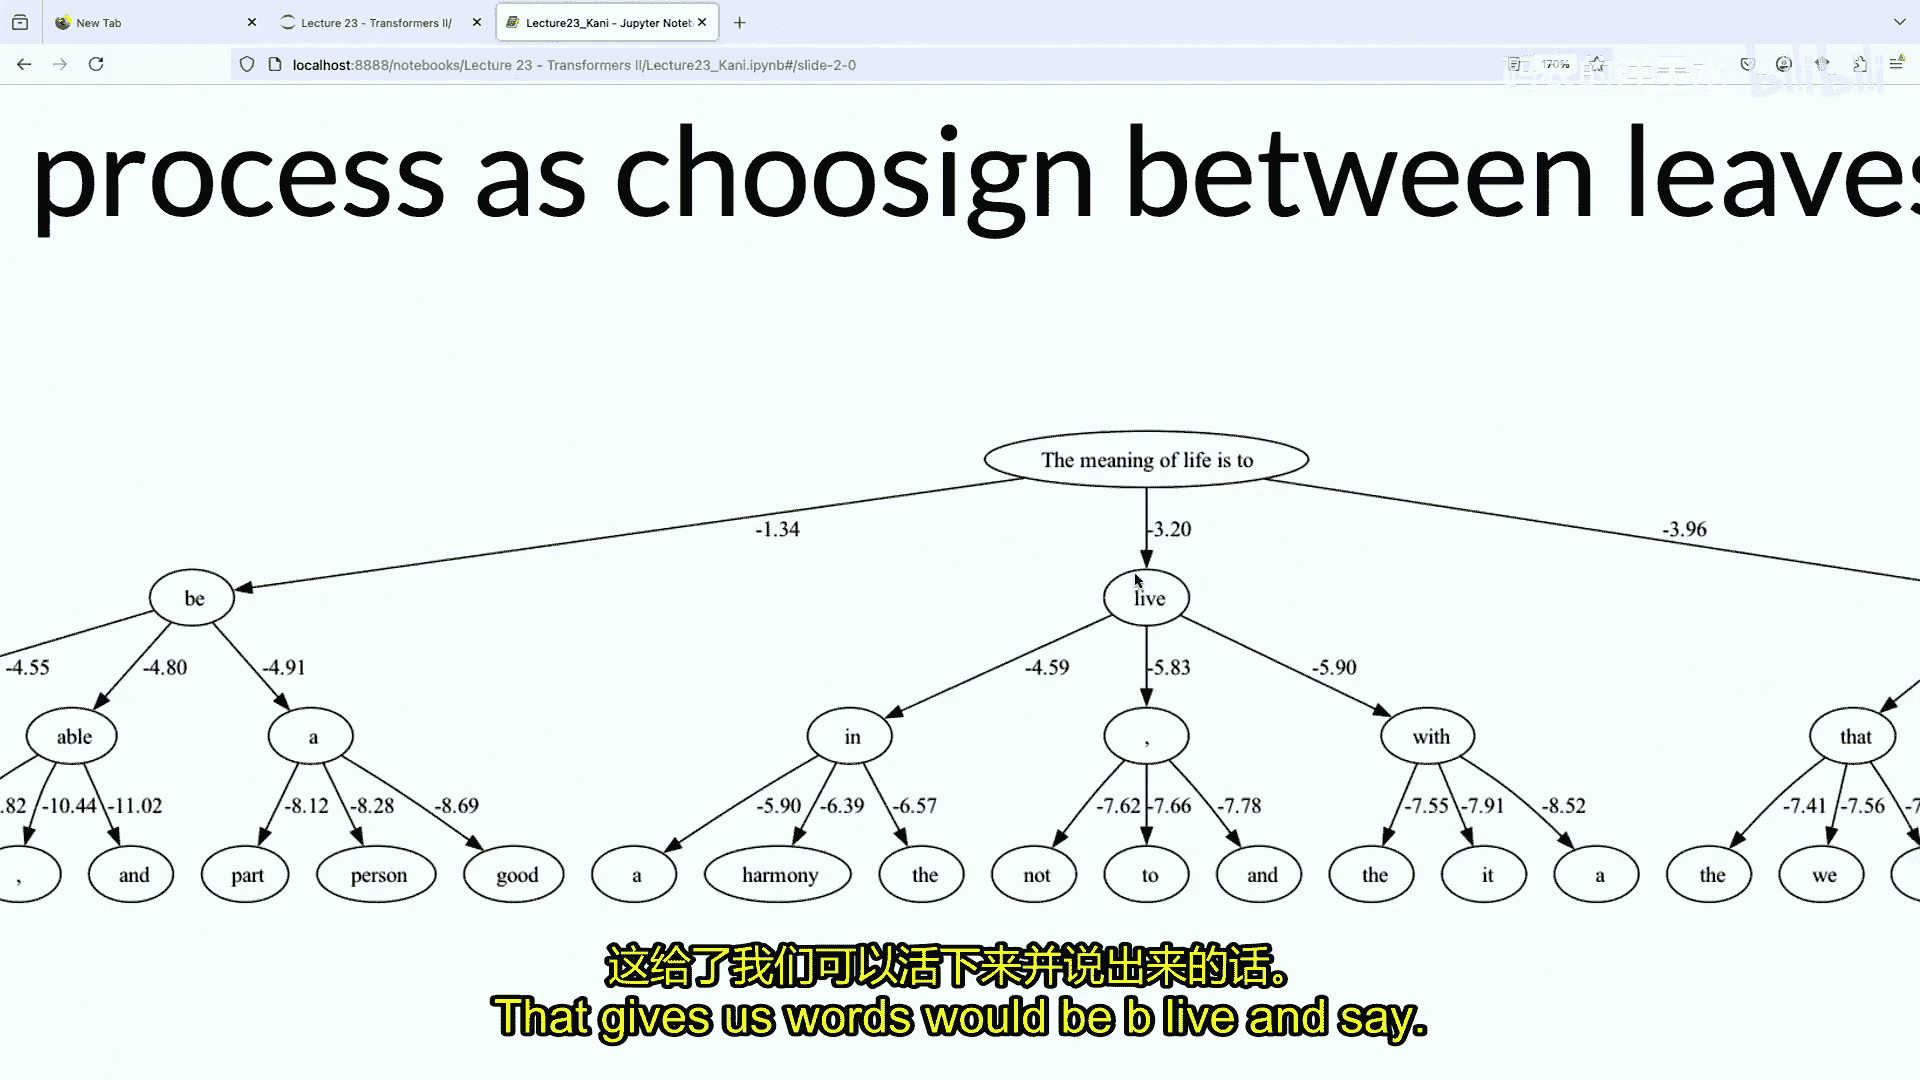 New Tab
Lecture 23 - Transformers II/
Lecture23_Kani - Jupyter Noteb
localhost:8888/notebooks/Lecture 23 - Transformers II/Lecture23_Kani.ipynb#/slide-2-0
170%
process as choosign between leaves
The meaning of life is to
-1.34 -3.20 -3.96
be live
-4.55 -4.80 -4.91 -4.59 -5.83 -5.90
able a in , with that
.82 -10.44 -11.02 -8.12 -8.28 -8.69 -5.90 -6.39 -6.57 -7.62 -7.66 -7.78 -7.55 -7.91 -8.52 -7.41 -7.56 -7
, and part person good a harmony the not to and the it a the we
这给了我们可以活下来并说出来的话。
That gives us words would be b live and say.